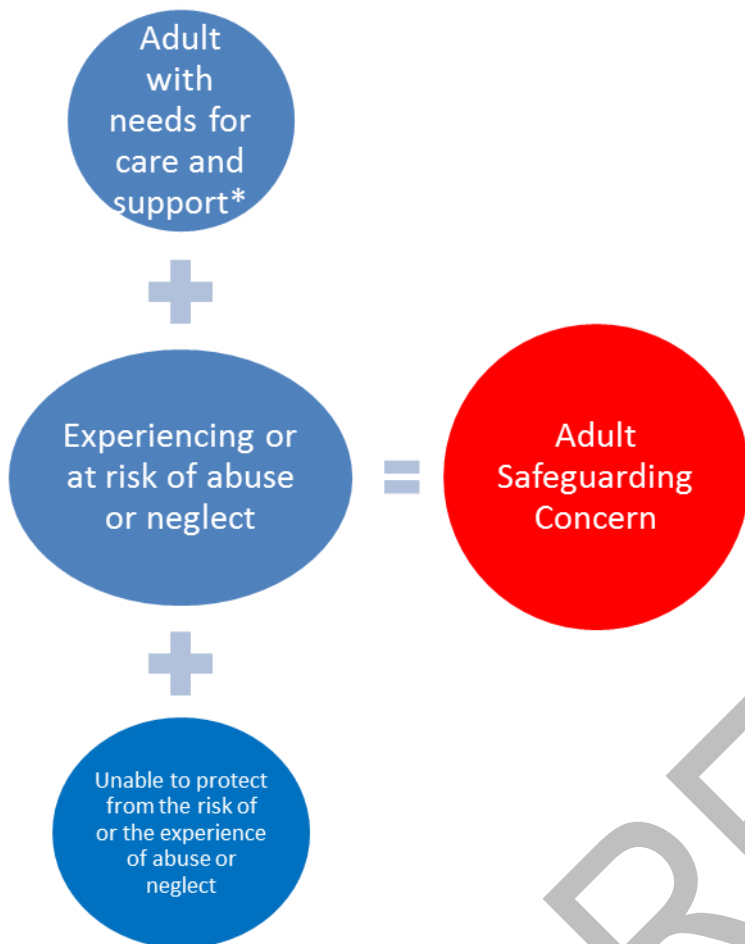 Adult
with
needs for
care and
support*
Experiencing or
at risk of abuse
or neglect
Adult
Safeguarding
Concern
Unable to protect
from the risk of
or the experience
of abuse or
neglect